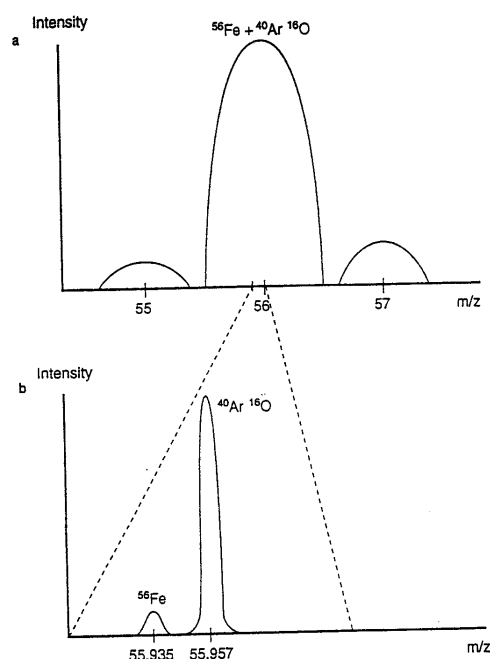 Intensity
a
⁵⁶Fe + ⁴⁰Ar ¹⁶O
55
56
57
m/z
Intensity
b
⁴⁰Ar ¹⁶O
⁵⁶Fe
55.935
55.957
m/z